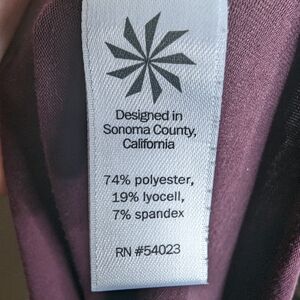 Designed in
Sonoma County,
California
74% polyester,
19% lyocell,
7% spandex
RN #54023